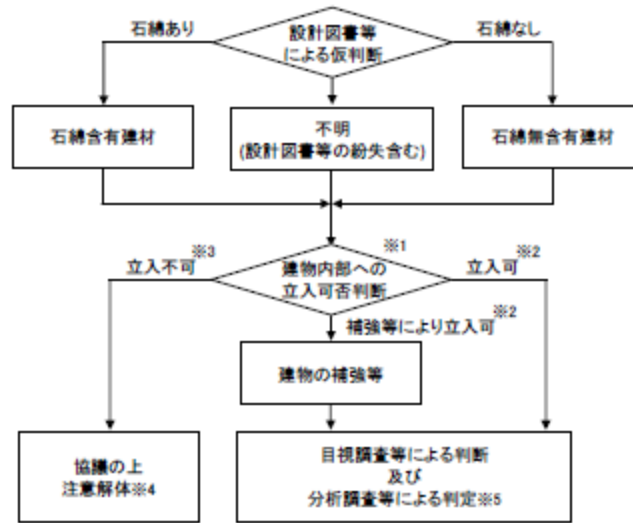 石綿あり
設計図書等
による仮判断
石綿なし
石綿含有建材
不明
(設計図書等の紛失含む)
石綿無含有建材
立入不可※3
建物内部への
立入可否判断
※1
立入可※2
補強等により立入可※2
建物の補強等
協議の上
注意解体※4
目視調査等による判断
及び
分析調査等による判定※5